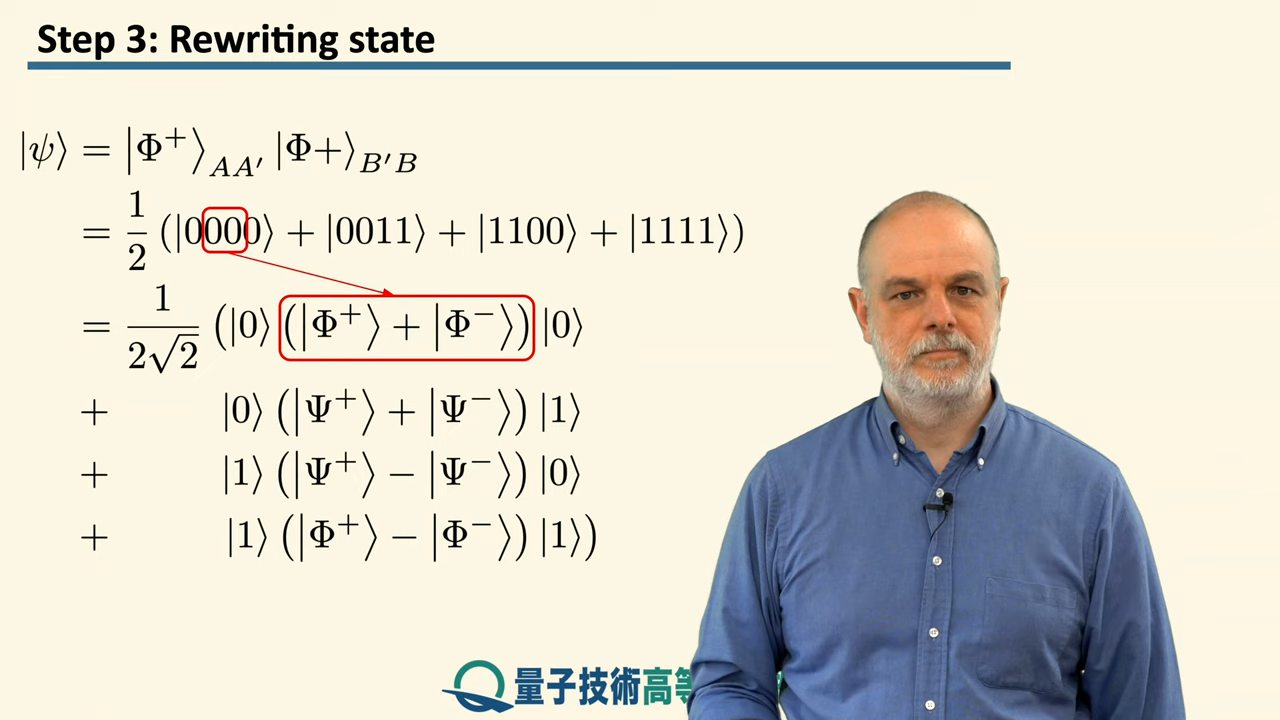 Step 3: Rewriting state
|ψ⟩ = |Φ⁺⟩_{AA′} |Φ+⟩_{B′B}
= 1/2 (|0000⟩ + |0011⟩ + |1100⟩ + |1111⟩)
= 1/(2√2) (|0⟩ (|Φ⁺⟩ + |Φ⁻⟩) |0⟩
+ |0⟩ (|Ψ⁺⟩ + |Ψ⁻⟩) |1⟩
+ |1⟩ (|Ψ⁺⟩ − |Ψ⁻⟩) |0⟩
+ |1⟩ (|Φ⁺⟩ − |Φ⁻⟩) |1⟩)
量子技術高等